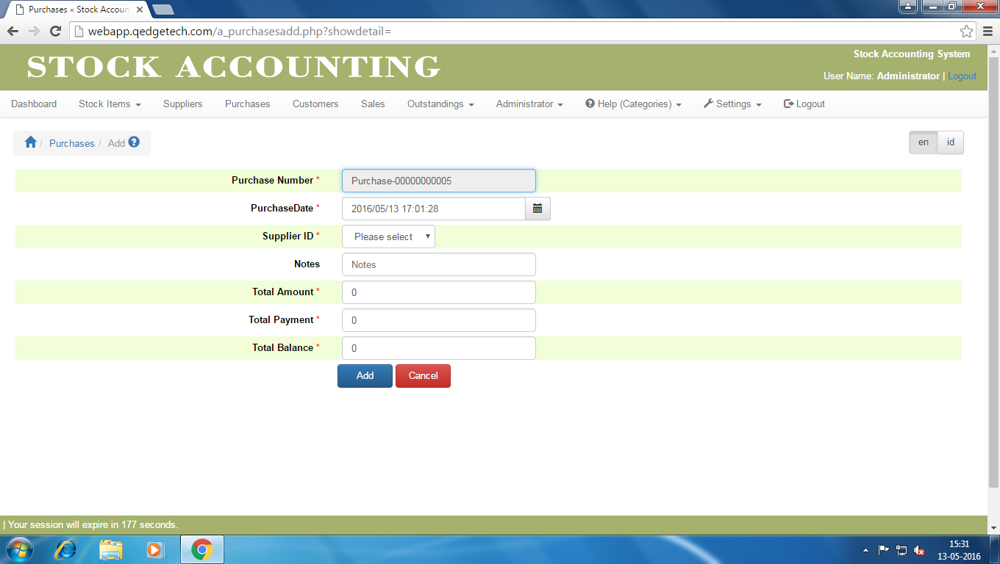 Purchases « Stock Accoun
webapp.qedgetech.com/a_purchasesadd.php?showdetail=
STOCK ACCOUNTING
Stock Accounting System
User Name: Administrator | Logout
Dashboard Stock Items Suppliers Purchases Customers Sales Outstandings Administrator Help (Categories) Settings Logout
/ Purchases / Add
en id
Purchase Number * Purchase-00000000005
PurchaseDate * 2016/05/13 17:01:28
Supplier ID * Please select
Notes Notes
Total Amount * 0
Total Payment * 0
Total Balance * 0
Add Cancel
| Your session will expire in 177 seconds.
15:31
13-05-2016